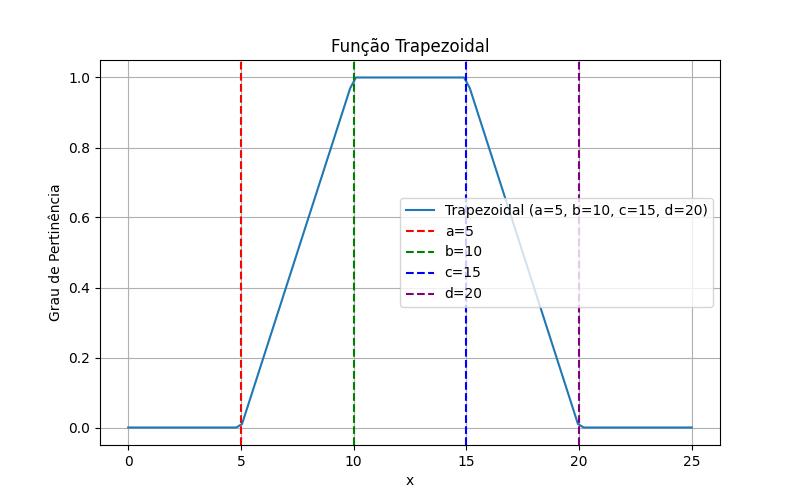 Função Trapezoidal
Grau de Pertinência
1.0
0.8
0.6
0.4
0.2
0.0
Trapezoidal (a=5, b=10, c=15, d=20)
a=5
b=10
c=15
d=20
0 5 10 15 20 25
x